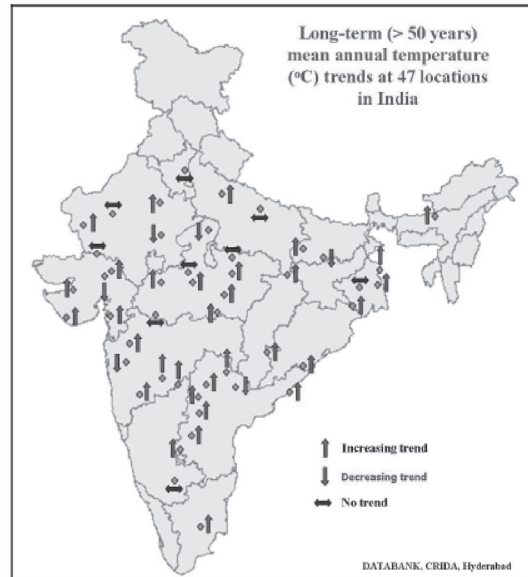 Long-term (> 50 years)
mean annual temperature
(°C) trends at 47 locations
in India
Increasing trend
Decreasing trend
No trend
DATABANK, CRIDA, Hyderabad